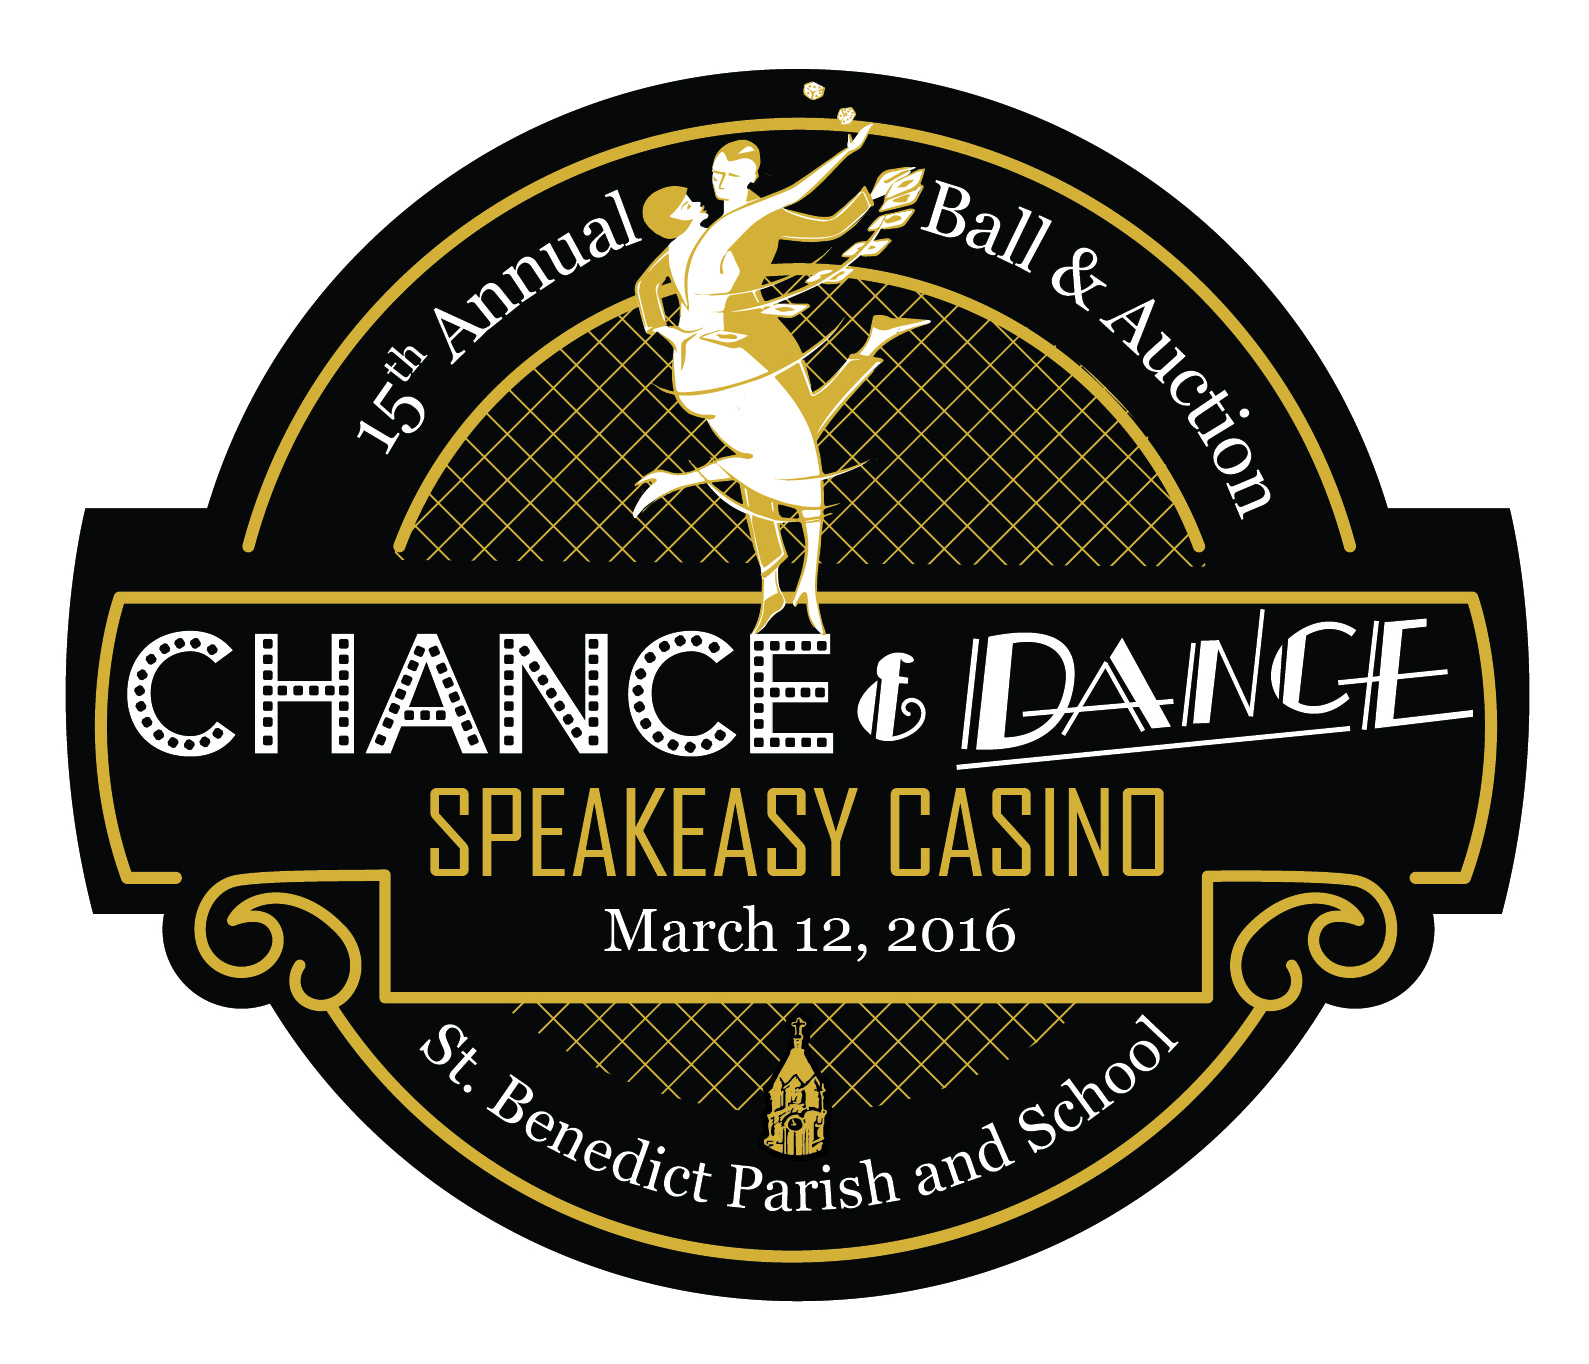 15th Annual Ball & Auction
CHANCE & DANCE
SPEAKEASY CASINO
March 12, 2016
St. Benedict Parish and School